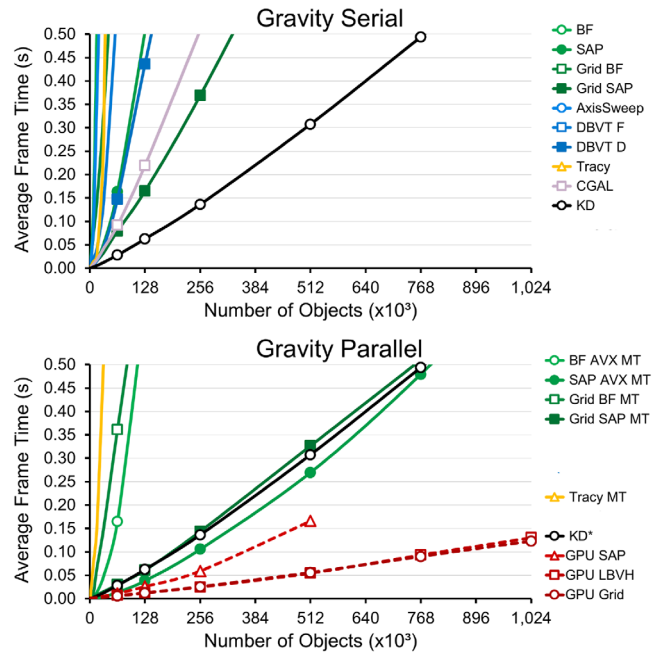 Gravity Serial
Average Frame Time (s)
0.50
0.45
0.40
0.35
0.30
0.25
0.20
0.15
0.10
0.05
0.00
0 128 256 384 512 640 768 896 1,024
Number of Objects (x10³)
BF
SAP
Grid BF
Grid SAP
AxisSweep
DBVT F
DBVT D
Tracy
CGAL
KD
Gravity Parallel
Average Frame Time (s)
0.50
0.45
0.40
0.35
0.30
0.25
0.20
0.15
0.10
0.05
0.00
0 128 256 384 512 640 768 896 1,024
Number of Objects (x10³)
BF AVX MT
SAP AVX MT
Grid BF MT
Grid SAP MT
Tracy MT
KD*
GPU SAP
GPU LBVH
GPU Grid